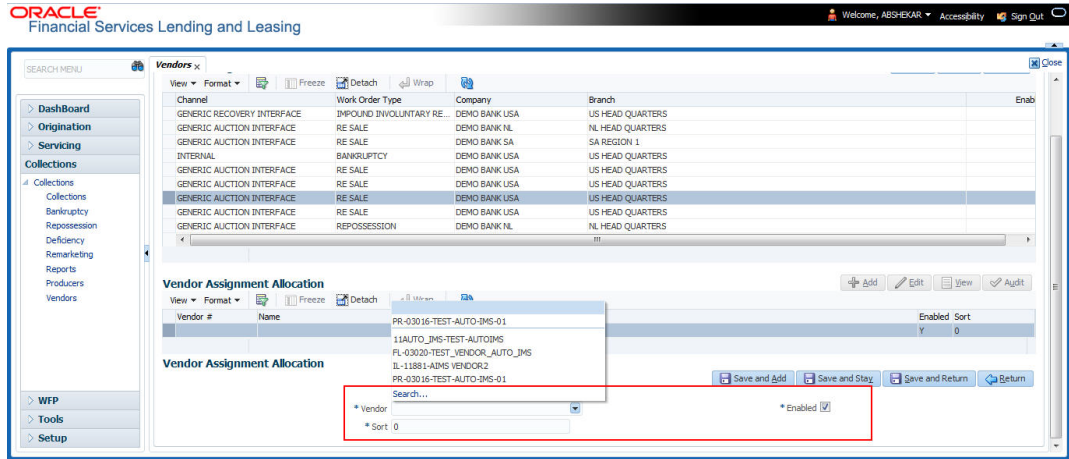 ORACLE
Financial Services Lending and Leasing
Welcome, ABSHEKAR Accessibility Sign Out
SEARCH MENU
Vendors x
Close
View Format Freeze Detach Wrap
Channel Work Order Type Company Branch Enabl
GENERIC RECOVERY INTERFACE IMPOUND INVOLUNTARY RE... DEMO BANK USA US HEAD QUARTERS
GENERIC AUCTION INTERFACE RE SALE DEMO BANK NL NL HEAD QUARTERS
GENERIC AUCTION INTERFACE RE SALE DEMO BANK SA SA REGION 1
INTERNAL BANKRUPTCY DEMO BANK USA US HEAD QUARTERS
GENERIC AUCTION INTERFACE RE SALE DEMO BANK USA US HEAD QUARTERS
GENERIC AUCTION INTERFACE RE SALE DEMO BANK USA US HEAD QUARTERS
GENERIC AUCTION INTERFACE RE SALE DEMO BANK USA US HEAD QUARTERS
GENERIC AUCTION INTERFACE RE SALE DEMO BANK USA US HEAD QUARTERS
GENERIC AUCTION INTERFACE REPOSSESSION DEMO BANK NL NL HEAD QUARTERS
DashBoard
Origination
Servicing
Collections
Collections
Collections
Bankruptcy
Repossession
Deficiency
Remarketing
Reports
Producers
Vendors
WFP
Tools
Setup
Vendor Assignment Allocation
Add Edit View Audit
View Format Freeze Detach Wrap
Vendor # Name Enabled Sort
Y 0
PR-03016-TEST-AUTO-IMS-01
11AUTO_IMS-TEST-AUTOIMS
FL-03020-TEST_VENDOR_AUTO_IMS
IL-11881-AIMS VENDOR2
PR-03016-TEST-AUTO-IMS-01
Search...
Vendor Assignment Allocation
Save and Add Save and Stay Save and Return Return
* Vendor
* Enabled
* Sort 0